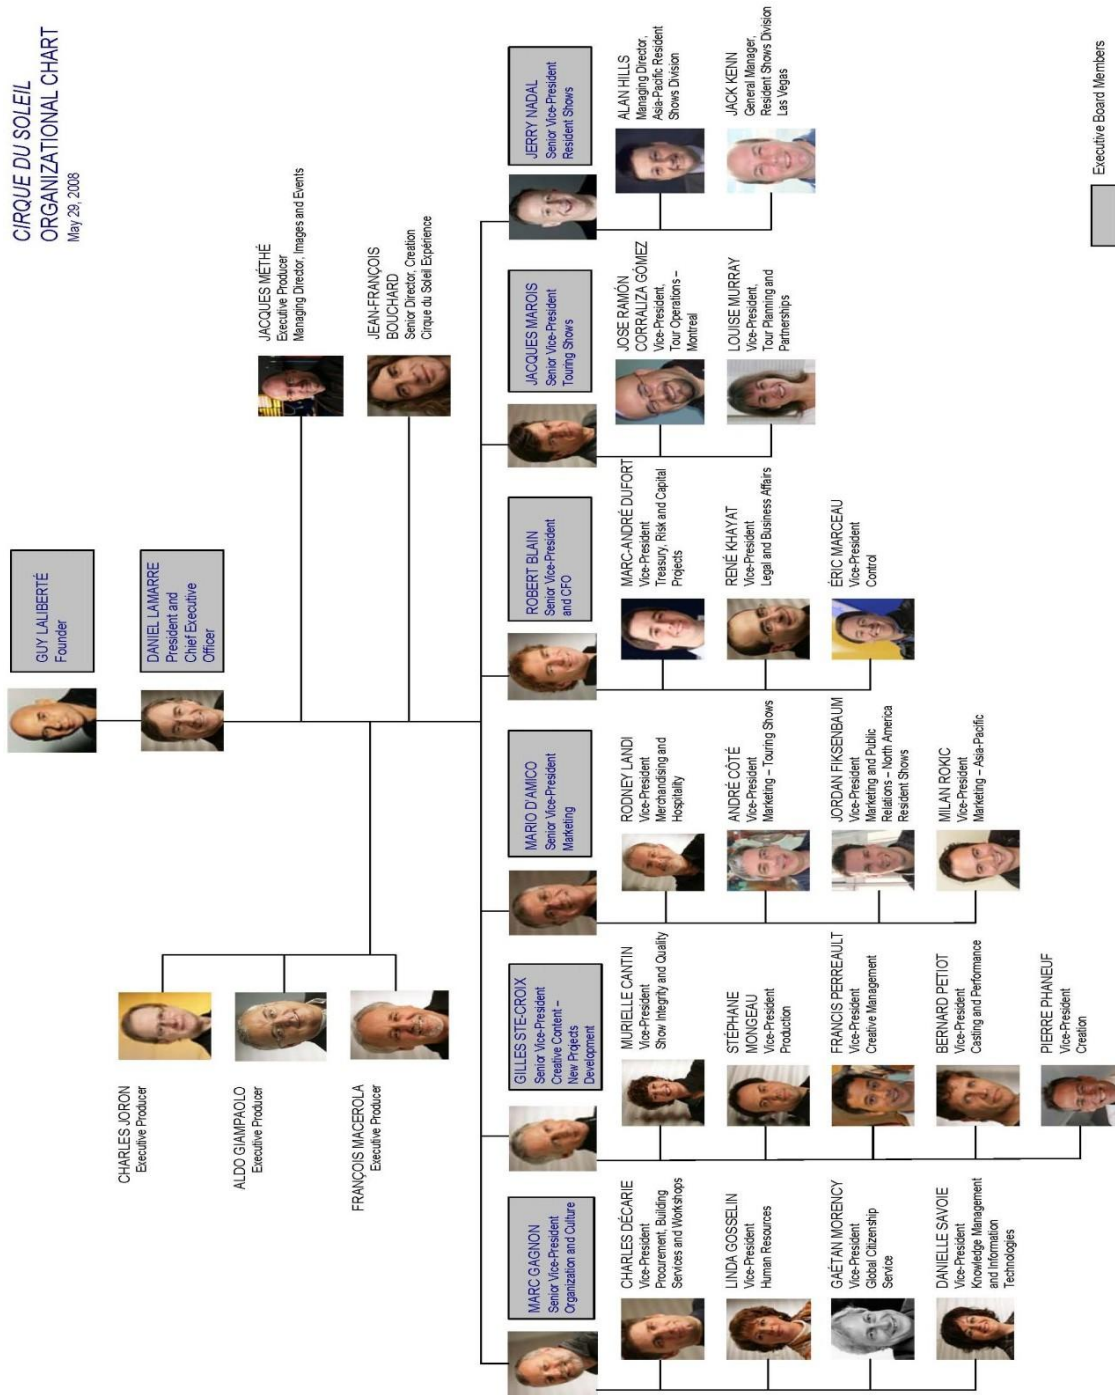 CIRQUE DU SOLEIL
ORGANIZATIONAL CHART
May 29, 2008
GUY LALIBERTÉ
Founder
DANIEL LAMARRE
President and
Chief Executive
Officer
CHARLES JORON
Executive Producer
ALDO GIAMPAOLO
Executive Producer
FRANÇOIS MACEROLA
Executive Producer
JACQUES MÉTHÉ
Executive Producer
Managing Director, Images and Events
JEAN-FRANÇOIS
BOUCHARD
Senior Director, Creation
Cirque du Soleil Expérience
MARC GAGNON
Senior Vice-President
Organization and Culture
CHARLES DÉCARIE
Vice-President
Procurement, Building
Services and Workshops
LINDA GOSSELIN
Vice-President
Human Resources
GAÉTAN MORENCY
Vice-President
Global Citizenship
Service
DANIELLE SAVOIE
Vice-President
Knowledge Management
and Information
Technologies
GILLES STE-CROIX
Senior Vice-President
Creative Content –
New Projects
Development
MURIELLE CANTIN
Vice-President
Show Integrity and Quality
STÉPHANE
MONGEAU
Vice-President
Production
FRANCIS PERREAULT
Vice-President
Creative Management
BERNARD PETIOT
Vice-President
Casting and Performance
PIERRE PHANEUF
Vice-President
Creation
MARIO D'AMICO
Senior Vice-President
Marketing
RODNEY LANDI
Vice-President
Merchandising and
Hospitality
ANDRÉ CÔTÉ
Vice-President
Marketing – Touring Shows
JORDAN FIKSENBAUM
Vice-President
Marketing and Public
Relations – North America
Resident Shows
MILAN ROKIC
Vice-President
Marketing – Asia-Pacific
ROBERT BLAIN
Senior Vice-President
and CFO
MARC-ANDRÉ DUFORT
Vice-President
Treasury, Risk and Capital
Projects
RENÉ KHAYAT
Vice-President
Legal and Business Affairs
ÉRIC MARCEAU
Vice-President
Control
JACQUES MAROIS
Senior Vice-President
Touring Shows
JOSE RAMÓN
CORRALIZA GÓMEZ
Vice-President,
Tour Operations –
Montreal
LOUISE MURRAY
Vice-President,
Tour Planning and
Partnerships
JERRY NADAL
Senior Vice-President
Resident Shows
ALAN HILLS
Managing Director,
Asia-Pacific Resident
Shows Division
JACK KENN
General Manager,
Resident Shows Division
Las Vegas
Executive Board Members